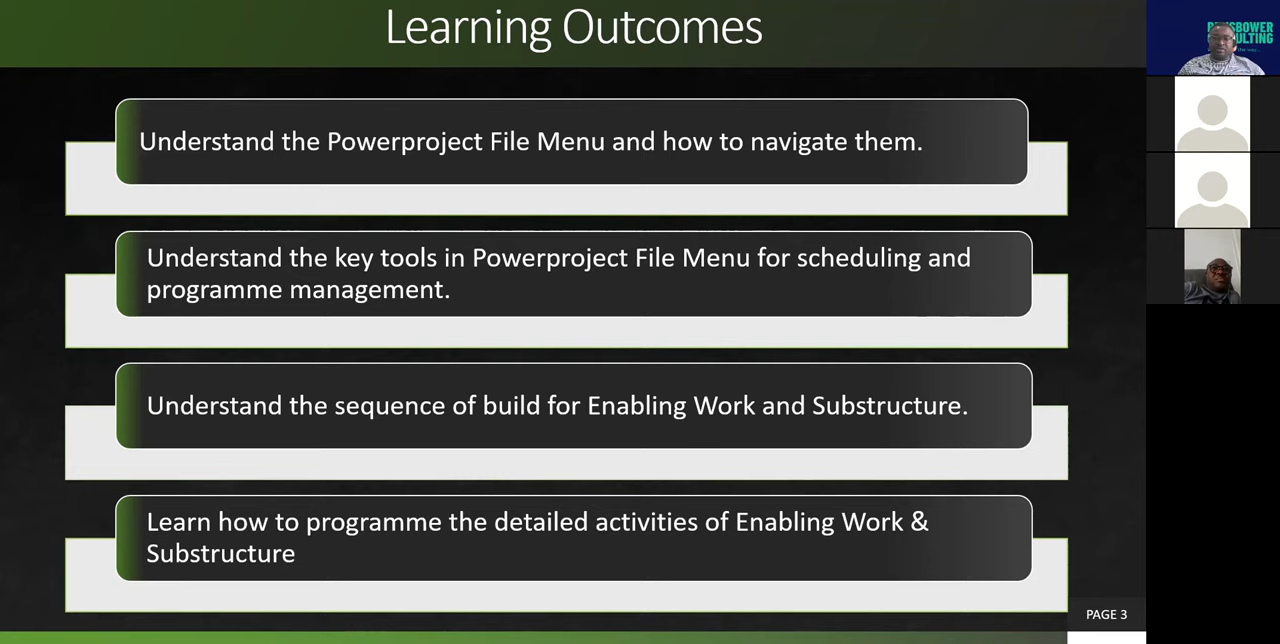 Learning Outcomes
Understand the Powerproject File Menu and how to navigate them.
Understand the key tools in Powerproject File Menu for scheduling and
programme management.
Understand the sequence of build for Enabling Work and Substructure.
Learn how to programme the detailed activities of Enabling Work &
Substructure
PAGE 3